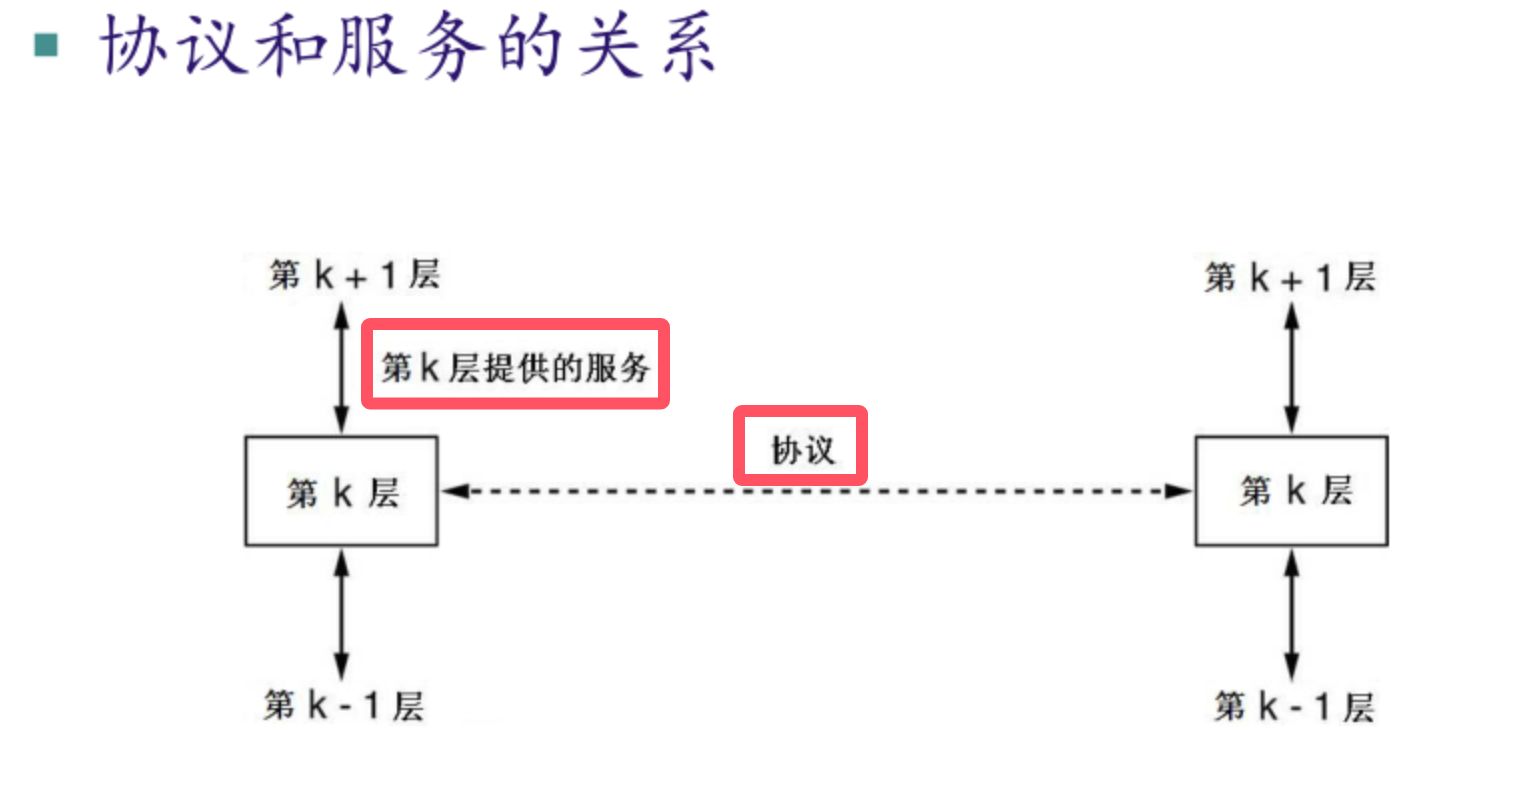 协议和服务的关系
第 k + 1 层
第 k + 1 层
第 k 层提供的服务
协议
第 k 层
第 k 层
第 k - 1 层
第 k - 1 层